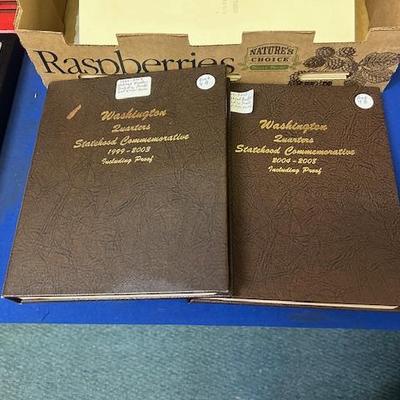 NATURE'S
CHOICE
Raspberries
Washington
Quarters
Statehood Commemorative
1999-2003
Including Proof
Washington
Quarters
Statehood Commemorative
2004-2008
Including Proof